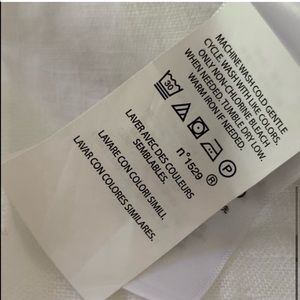 MACHINE WASH COLD GENTLE
CYCLE. WASH WITH LIKE COLORS.
ONLY NON-CHLORINE BLEACH
WHEN NEEDED. TUMBLE DRY LOW.
WARM IRON IF NEEDED.
30
P
n°1529
LAVER AVEC DES COULEURS
SEMBLABLES.
LAVARE CON COLORI SIMILI.
LAVAR CON COLORES SIMILARES.